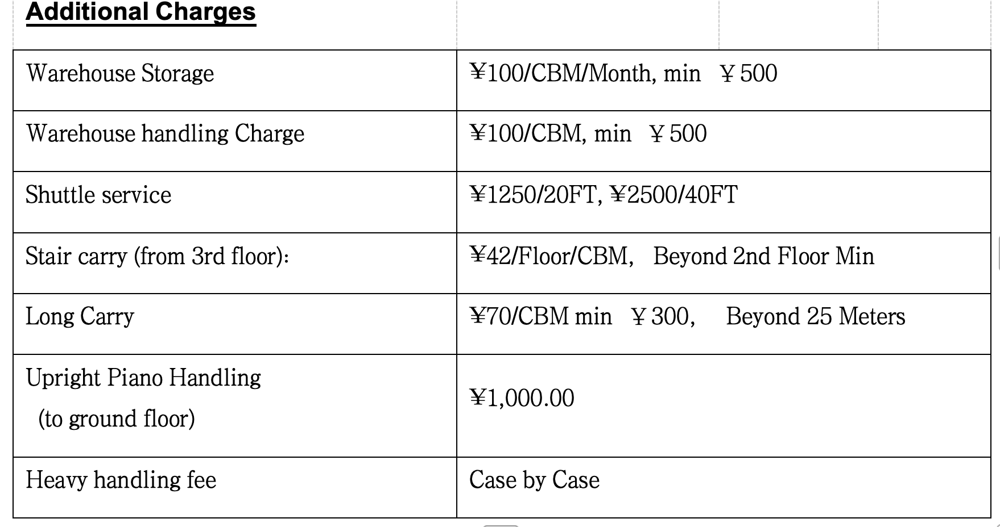 Additional Charges
Warehouse Storage
¥100/CBM/Month, min ￥500
Warehouse handling Charge
¥100/CBM, min ￥500
Shuttle service
¥1250/20FT, ¥2500/40FT
Stair carry (from 3rd floor):
¥42/Floor/CBM, Beyond 2nd Floor Min
Long Carry
¥70/CBM min ￥300, Beyond 25 Meters
Upright Piano Handling
(to ground floor)
¥1,000.00
Heavy handling fee
Case by Case